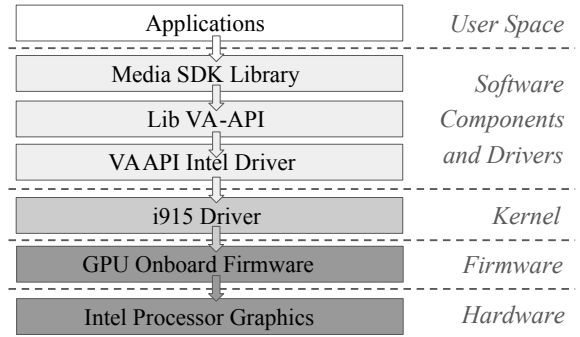 Applications
User Space
Media SDK Library
Software
Components
and Drivers
Lib VA-API
VAAPI Intel Driver
i915 Driver
Kernel
GPU Onboard Firmware
Firmware
Intel Processor Graphics
Hardware